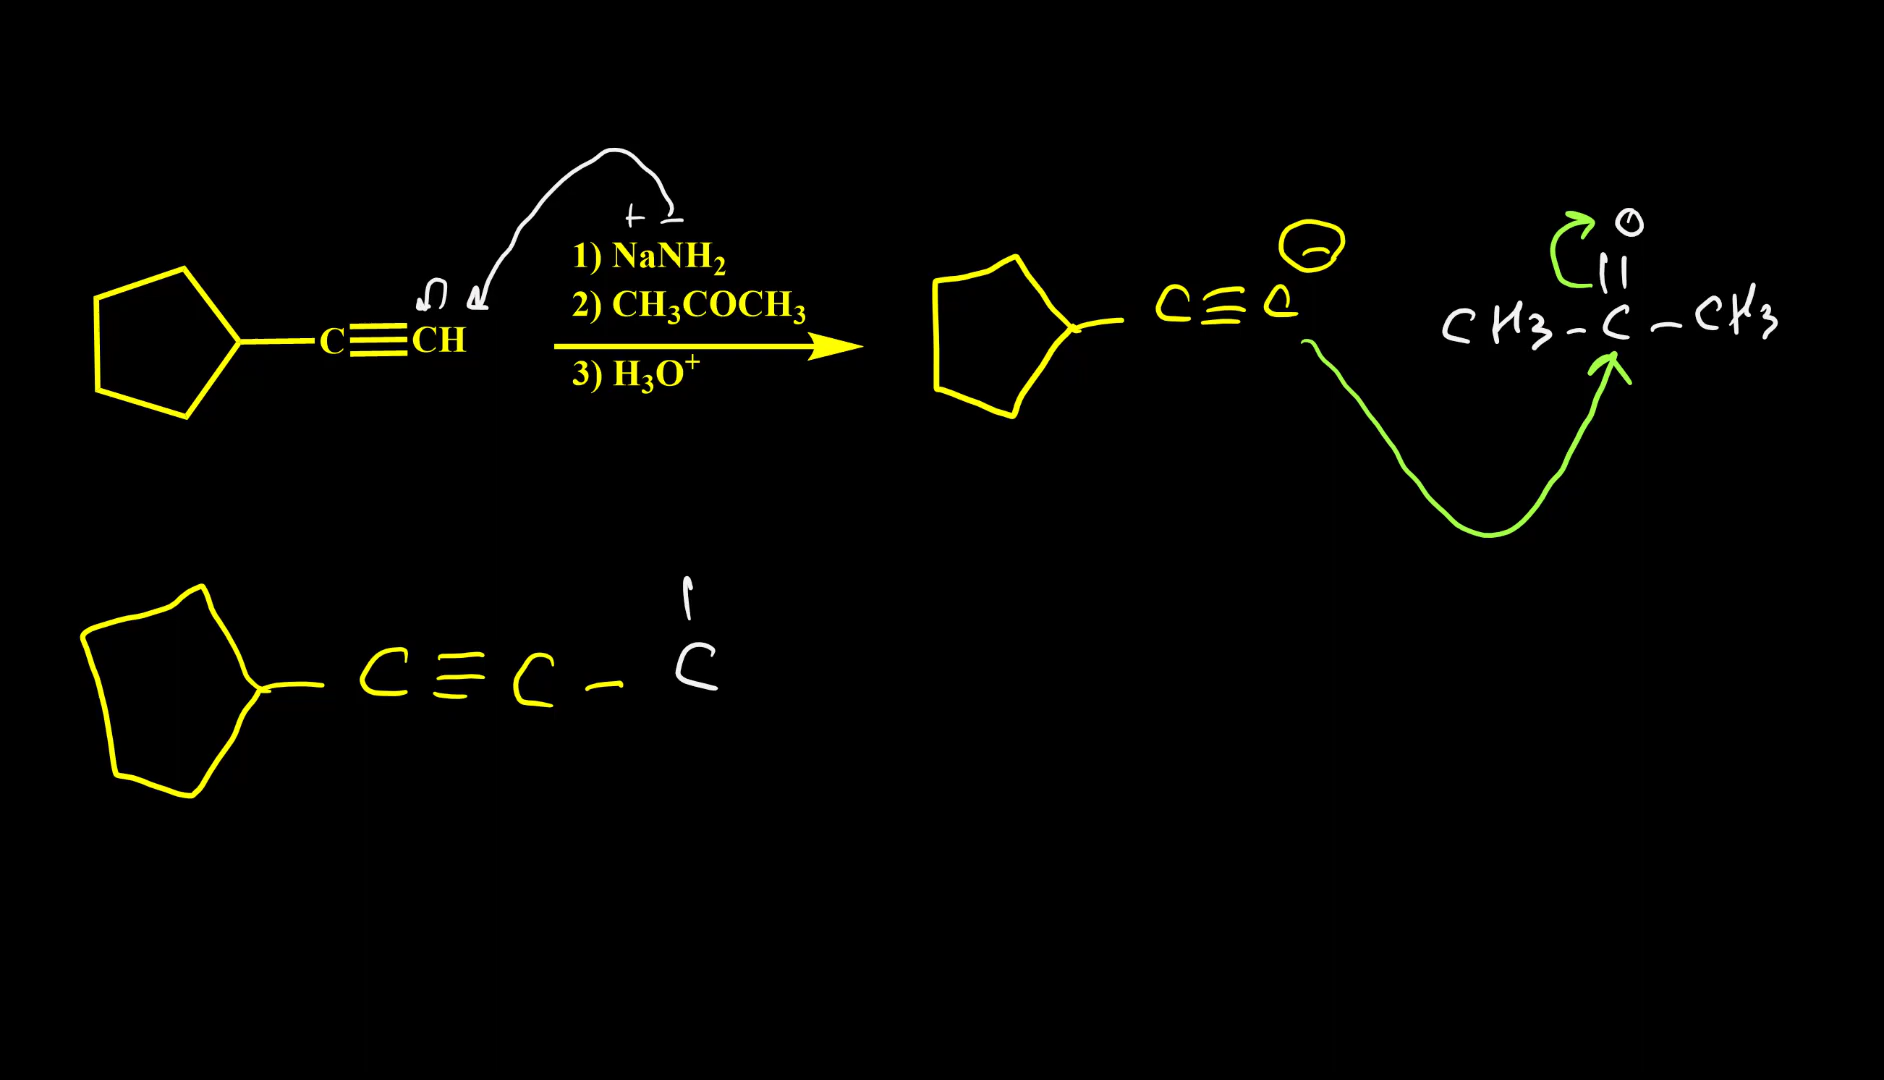 + −
1) NaNH₂
2) CH₃COCH₃
3) H₃O⁺
C≡CH
C≡C ⊖
O
CH3-C-CH3
C≡C-C